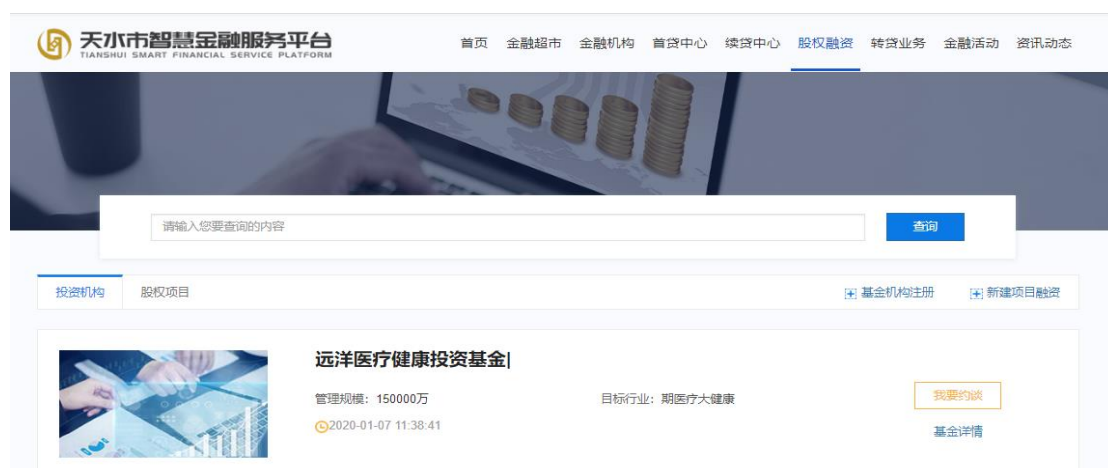 天水市智慧金融服务平台
TIANSHUI SMART FINANCIAL SERVICE PLATFORM
首页 金融超市 金融机构 首贷中心 续贷中心 股权融资 转贷业务 金融活动 资讯动态
请输入您要查询的内容 查询
投资机构 股权项目 基金机构注册 新建项目融资
远洋医疗健康投资基金|
管理规模：150000万 目标行业：期医疗大健康 我要约谈
2020-01-07 11:38:41 基金详情